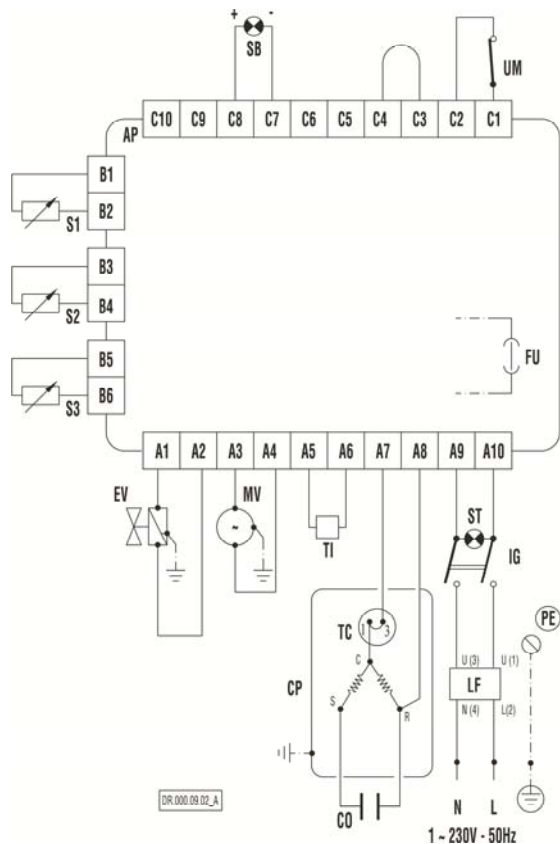 + -
SB
UM
C10 C9 C8 C7 C6 C5 C4 C3 C2 C1
AP
B1
B2
S1
B3
B4
S2
B5
B6
S3
FU
A1 A2 A3 A4 A5 A6 A7 A8 A9 A10
EV
MV
~
TI
ST
IG
TC
1 3
PE
C
CP
S
R
U (3) U (1)
LF
N (4) L(2)
DR.000.09.02_A
CO
N L
1 ~ 230V - 50Hz